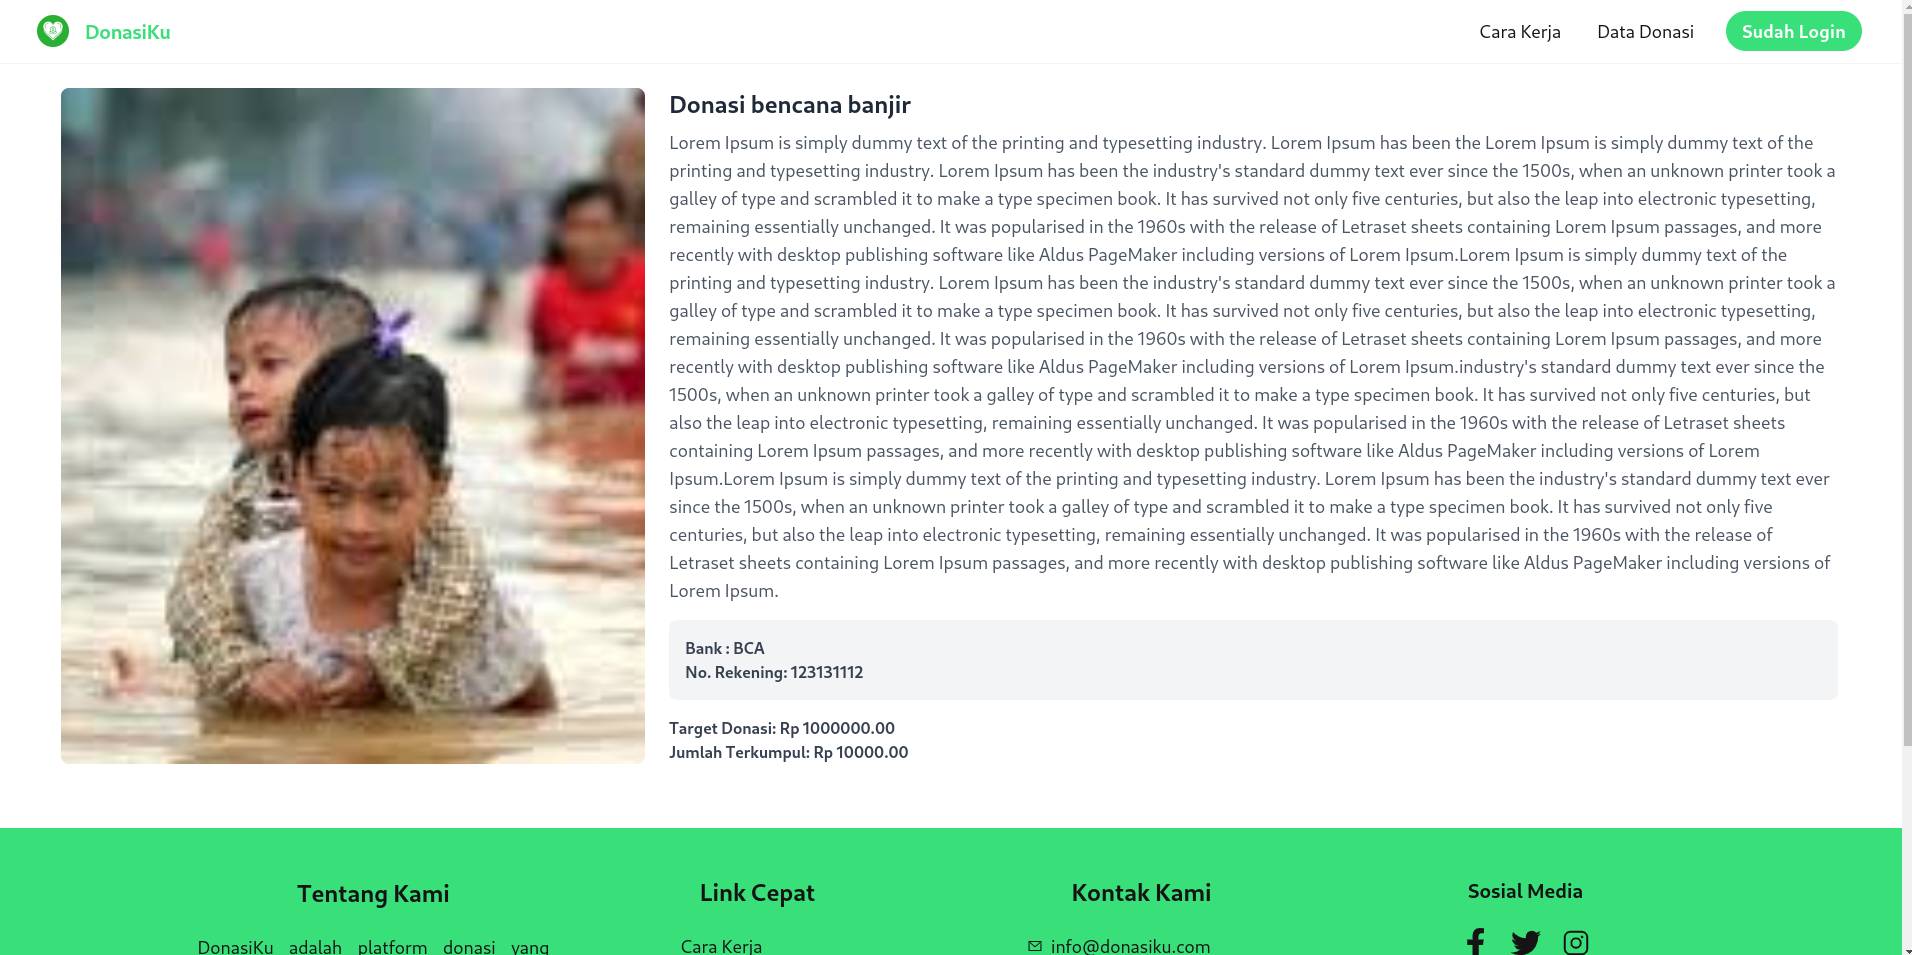 DonasiKu
Cara Kerja
Data Donasi
Sudah Login
Donasi bencana banjir
Lorem Ipsum is simply dummy text of the printing and typesetting industry. Lorem Ipsum has been the Lorem Ipsum is simply dummy text of the
printing and typesetting industry. Lorem Ipsum has been the industry's standard dummy text ever since the 1500s, when an unknown printer took a
galley of type and scrambled it to make a type specimen book. It has survived not only five centuries, but also the leap into electronic typesetting,
remaining essentially unchanged. It was popularised in the 1960s with the release of Letraset sheets containing Lorem Ipsum passages, and more
recently with desktop publishing software like Aldus PageMaker including versions of Lorem Ipsum.Lorem Ipsum is simply dummy text of the
printing and typesetting industry. Lorem Ipsum has been the industry's standard dummy text ever since the 1500s, when an unknown printer took a
galley of type and scrambled it to make a type specimen book. It has survived not only five centuries, but also the leap into electronic typesetting,
remaining essentially unchanged. It was popularised in the 1960s with the release of Letraset sheets containing Lorem Ipsum passages, and more
recently with desktop publishing software like Aldus PageMaker including versions of Lorem Ipsum.industry's standard dummy text ever since the
1500s, when an unknown printer took a galley of type and scrambled it to make a type specimen book. It has survived not only five centuries, but
also the leap into electronic typesetting, remaining essentially unchanged. It was popularised in the 1960s with the release of Letraset sheets
containing Lorem Ipsum passages, and more recently with desktop publishing software like Aldus PageMaker including versions of Lorem
Ipsum.Lorem Ipsum is simply dummy text of the printing and typesetting industry. Lorem Ipsum has been the industry's standard dummy text ever
since the 1500s, when an unknown printer took a galley of type and scrambled it to make a type specimen book. It has survived not only five
centuries, but also the leap into electronic typesetting, remaining essentially unchanged. It was popularised in the 1960s with the release of
Letraset sheets containing Lorem Ipsum passages, and more recently with desktop publishing software like Aldus PageMaker including versions of
Lorem Ipsum.
Bank : BCA
No. Rekening: 123131112
Target Donasi: Rp 1000000.00
Jumlah Terkumpul: Rp 10000.00
Tentang Kami
DonasiKu adalah platform donasi yang
Link Cepat
Cara Kerja
Kontak Kami
info@donasiku.com
Sosial Media